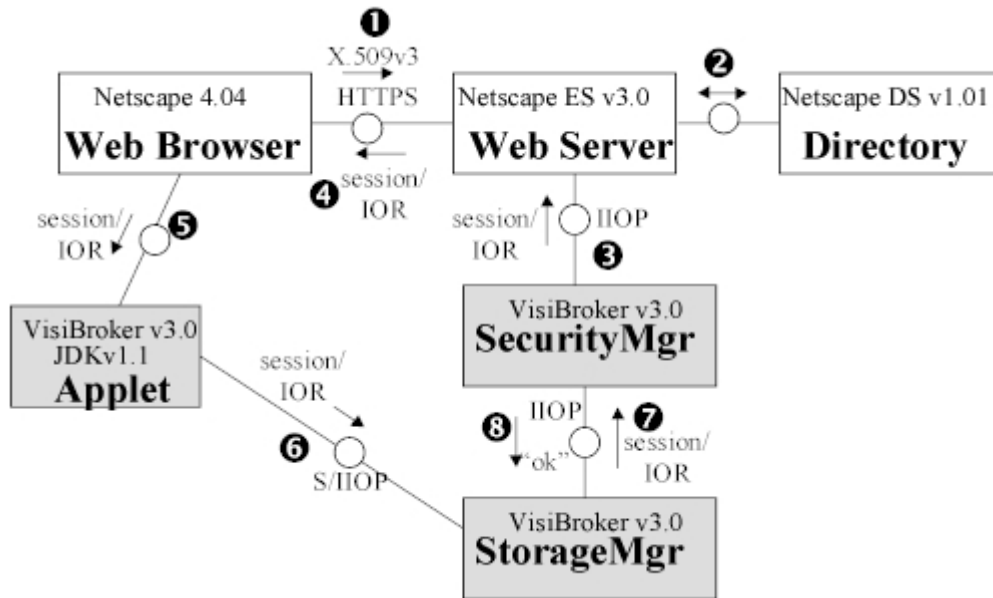 ❶
X.509v3
HTTPS
Netscape 4.04
Web Browser
Netscape ES v3.0
Web Server
❷
Netscape DS v1.01
Directory
❹
session/
IOR
session/
IOR
❺
session/
IOR
IIOP
❸
VisiBroker v3.0
JDKv1.1
Applet
VisiBroker v3.0
SecurityMgr
session/
IOR
❻
S/IIOP
IIOP
❽
"ok"
❼
session/
IOR
VisiBroker v3.0
StorageMgr